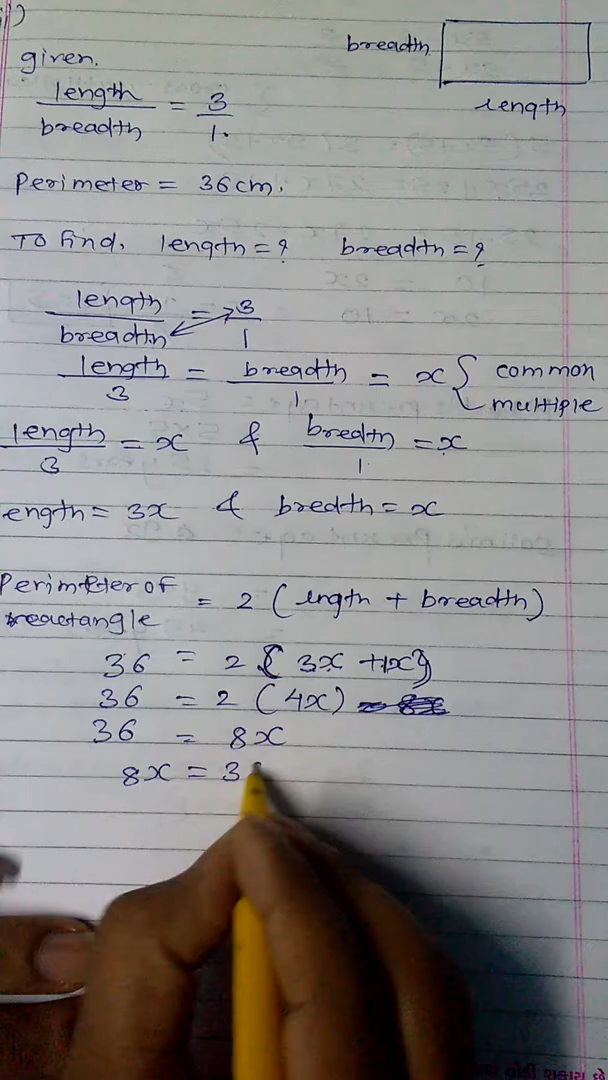 breadth
given.
length
length/breadth = 3/1.
Perimeter = 36cm.
To find, length = ? breadth = ?
length/breadth = 3/1
length/3 = breadth/1 = x { common multiple
length/3 = x & bredth/1. = x
ength = 3x & bredth = x
Perimeter of reactangle = 2 ( length + breadth )
36 = 2 { 3x + 1x }
36 = 2 ( 4x )
36 = 8x
8x = 3